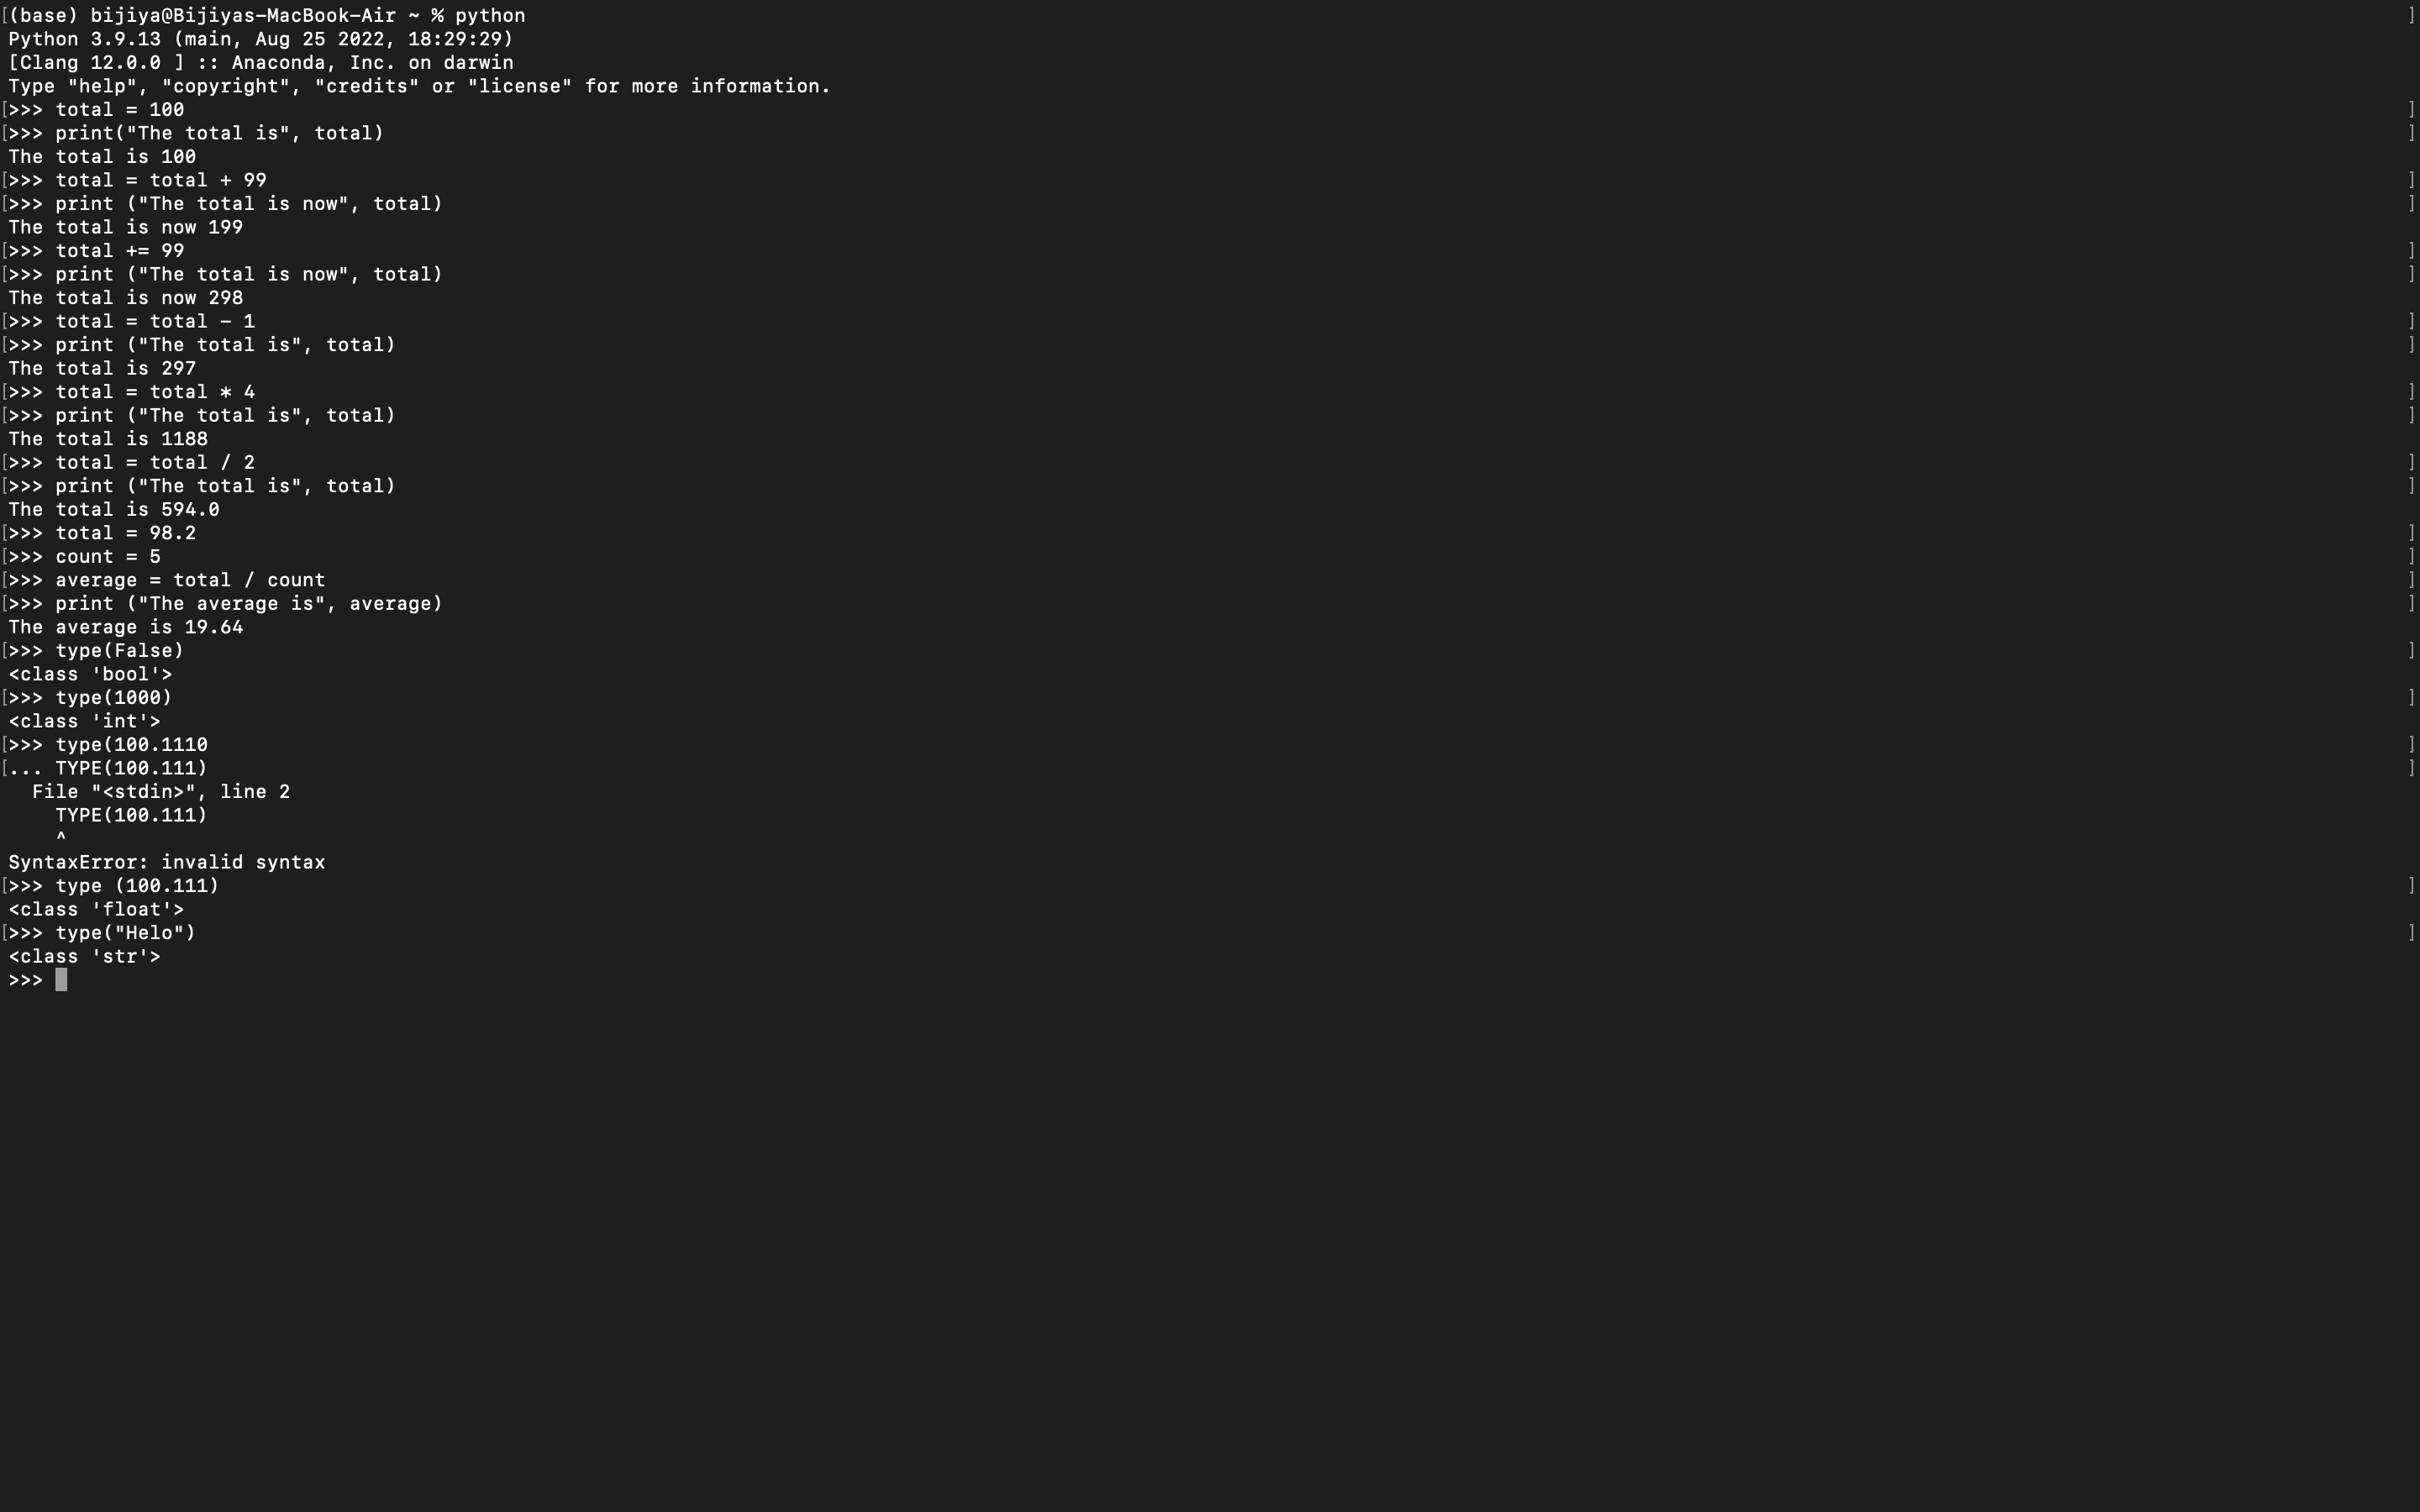 [(base) bijiya@Bijiyas-MacBook-Air ~ % python ]
Python 3.9.13 (main, Aug 25 2022, 18:29:29)
[Clang 12.0.0 ] :: Anaconda, Inc. on darwin
Type "help", "copyright", "credits" or "license" for more information.
[>>> total = 100 ]
[>>> print("The total is", total) ]
The total is 100
[>>> total = total + 99 ]
[>>> print ("The total is now", total) ]
The total is now 199
[>>> total += 99 ]
[>>> print ("The total is now", total) ]
The total is now 298
[>>> total = total - 1 ]
[>>> print ("The total is", total) ]
The total is 297
[>>> total = total * 4 ]
[>>> print ("The total is", total) ]
The total is 1188
[>>> total = total / 2 ]
[>>> print ("The total is", total) ]
The total is 594.0
[>>> total = 98.2 ]
[>>> count = 5 ]
[>>> average = total / count ]
[>>> print ("The average is", average) ]
The average is 19.64
[>>> type(False) ]
<class 'bool'>
[>>> type(1000) ]
<class 'int'>
[>>> type(100.1110 ]
[... TYPE(100.111) ]
  File "<stdin>", line 2
    TYPE(100.111)
    ^
SyntaxError: invalid syntax
[>>> type (100.111) ]
<class 'float'>
[>>> type("Helo") ]
<class 'str'>
>>>